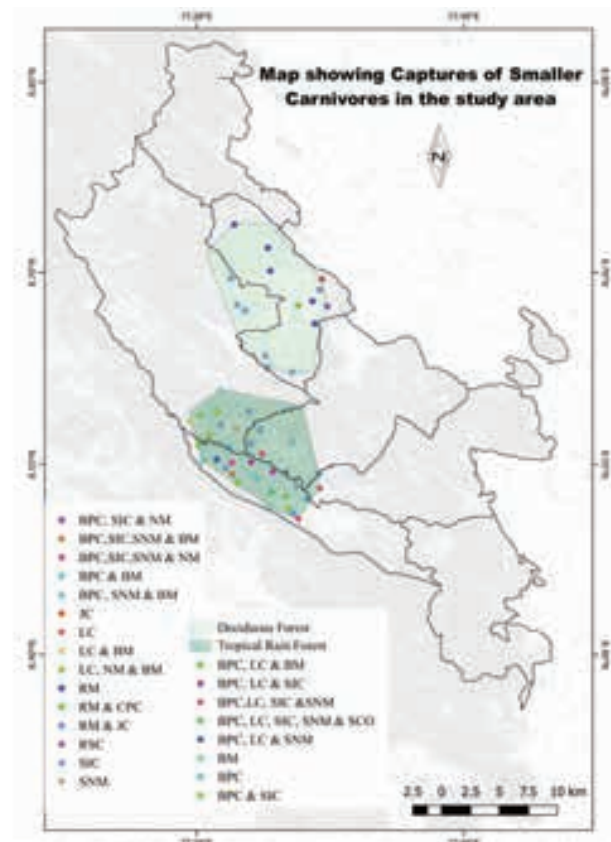 Map showing Captures of Smaller
Carnivores in the study area
N
BPC, SIC & NM
BPC,SIC,SNM & BM
BPC,SIC,SNM & NM
BPC & BM
BPC, SNM & BM
JC
LC
LC & BM
LC, NM & BM
RM
RM & CPC
RM & JC
RSC
SIC
SNM
Deciduous Forest
Tropical Rain Forest
BPC, LC & BM
BPC, LC & SIC
BPC,LC, SIC &SNM
BPC, LC, SIC, SNM & SCO
BPC, LC & SNM
BM
BPC
BPC & SIC
2.5 0 2.5 5 7.5 10 km